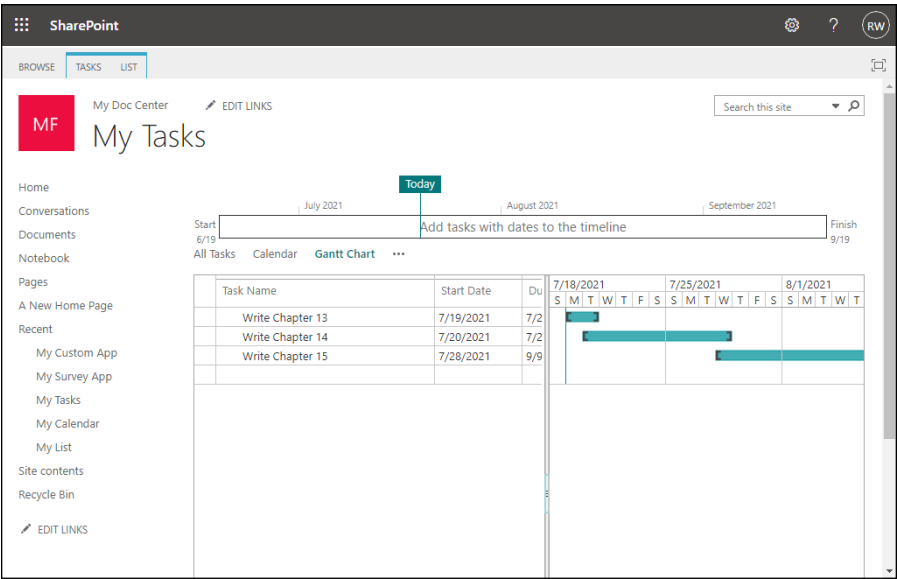 SharePoint
?
RW
BROWSE TASKS LIST
MF
My Doc Center EDIT LINKS
My Tasks
Search this site
Home
Conversations
Documents
Notebook
Pages
A New Home Page
Recent
My Custom App
My Survey App
My Tasks
My Calendar
My List
Site contents
Recycle Bin
EDIT LINKS
Today
July 2021 August 2021 September 2021
Start
6/19
Add tasks with dates to the timeline
Finish
9/19
All Tasks Calendar Gantt Chart •••
Task Name Start Date Du 7/18/2021 7/25/2021 8/1/2021
S M T W T F S S M T W T F S S M T W T
Write Chapter 13 7/19/2021 7/2
Write Chapter 14 7/20/2021 7/2
Write Chapter 15 7/28/2021 9/9